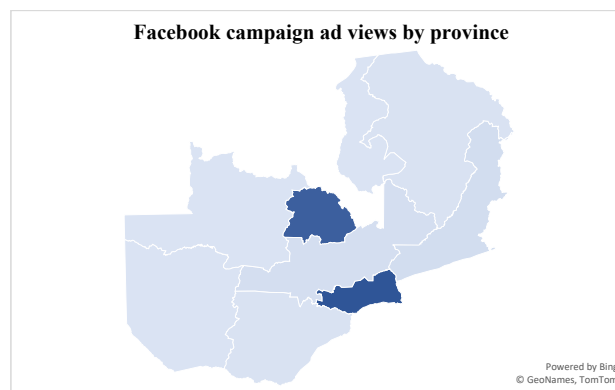 Facebook campaign ad views by province
Powered by Bing
© GeoNames, TomTom